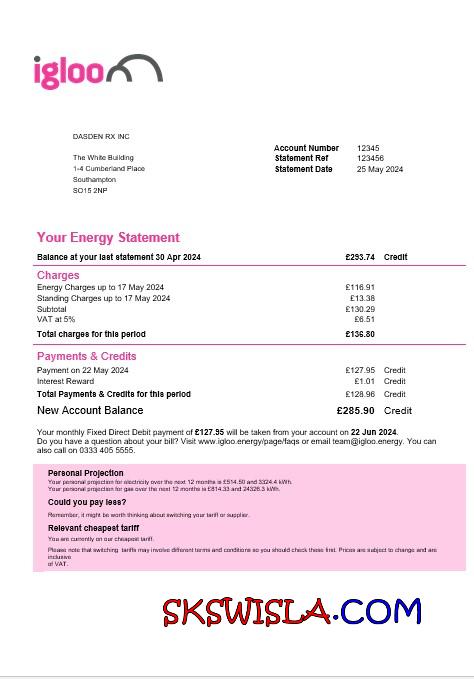 igloo
DASDEN RX INC
The White Building
1-4 Cumberland Place
Southampton
SO15 2NP
Account Number 12345
Statement Ref 123456
Statement Date 25 May 2024
Your Energy Statement
Balance at your last statement 30 Apr 2024 £293.74 Credit
Charges
Energy Charges up to 17 May 2024 £116.91
Standing Charges up to 17 May 2024 £13.38
Subtotal £130.29
VAT at 5% £6.51
Total charges for this period £136.80
Payments & Credits
Payment on 22 May 2024 £127.95 Credit
Interest Reward £1.01 Credit
Total Payments & Credits for this period £128.96 Credit
New Account Balance £285.90 Credit
Your monthly Fixed Direct Debit payment of £127.95 will be taken from your account on 22 Jun 2024.
Do you have a question about your bill? Visit www.igloo.energy/page/faqs or email team@igloo.energy. You can
also call on 0333 405 5555.
Personal Projection
Your personal projection for electricity over the next 12 months is £514.50 and 3324.4 kWh.
Your personal projection for gas over the next 12 months is £814.33 and 24326.3 kWh.
Could you pay less?
Remember, it might be worth thinking about switching your tariff or supplier.
Relevant cheapest tariff
You are currently on our cheapest tariff.
Please note that switching tariffs may involve different terms and conditions so you should check these first. Prices are subject to change and are
inclusive
of VAT.
SKSWISLA.COM